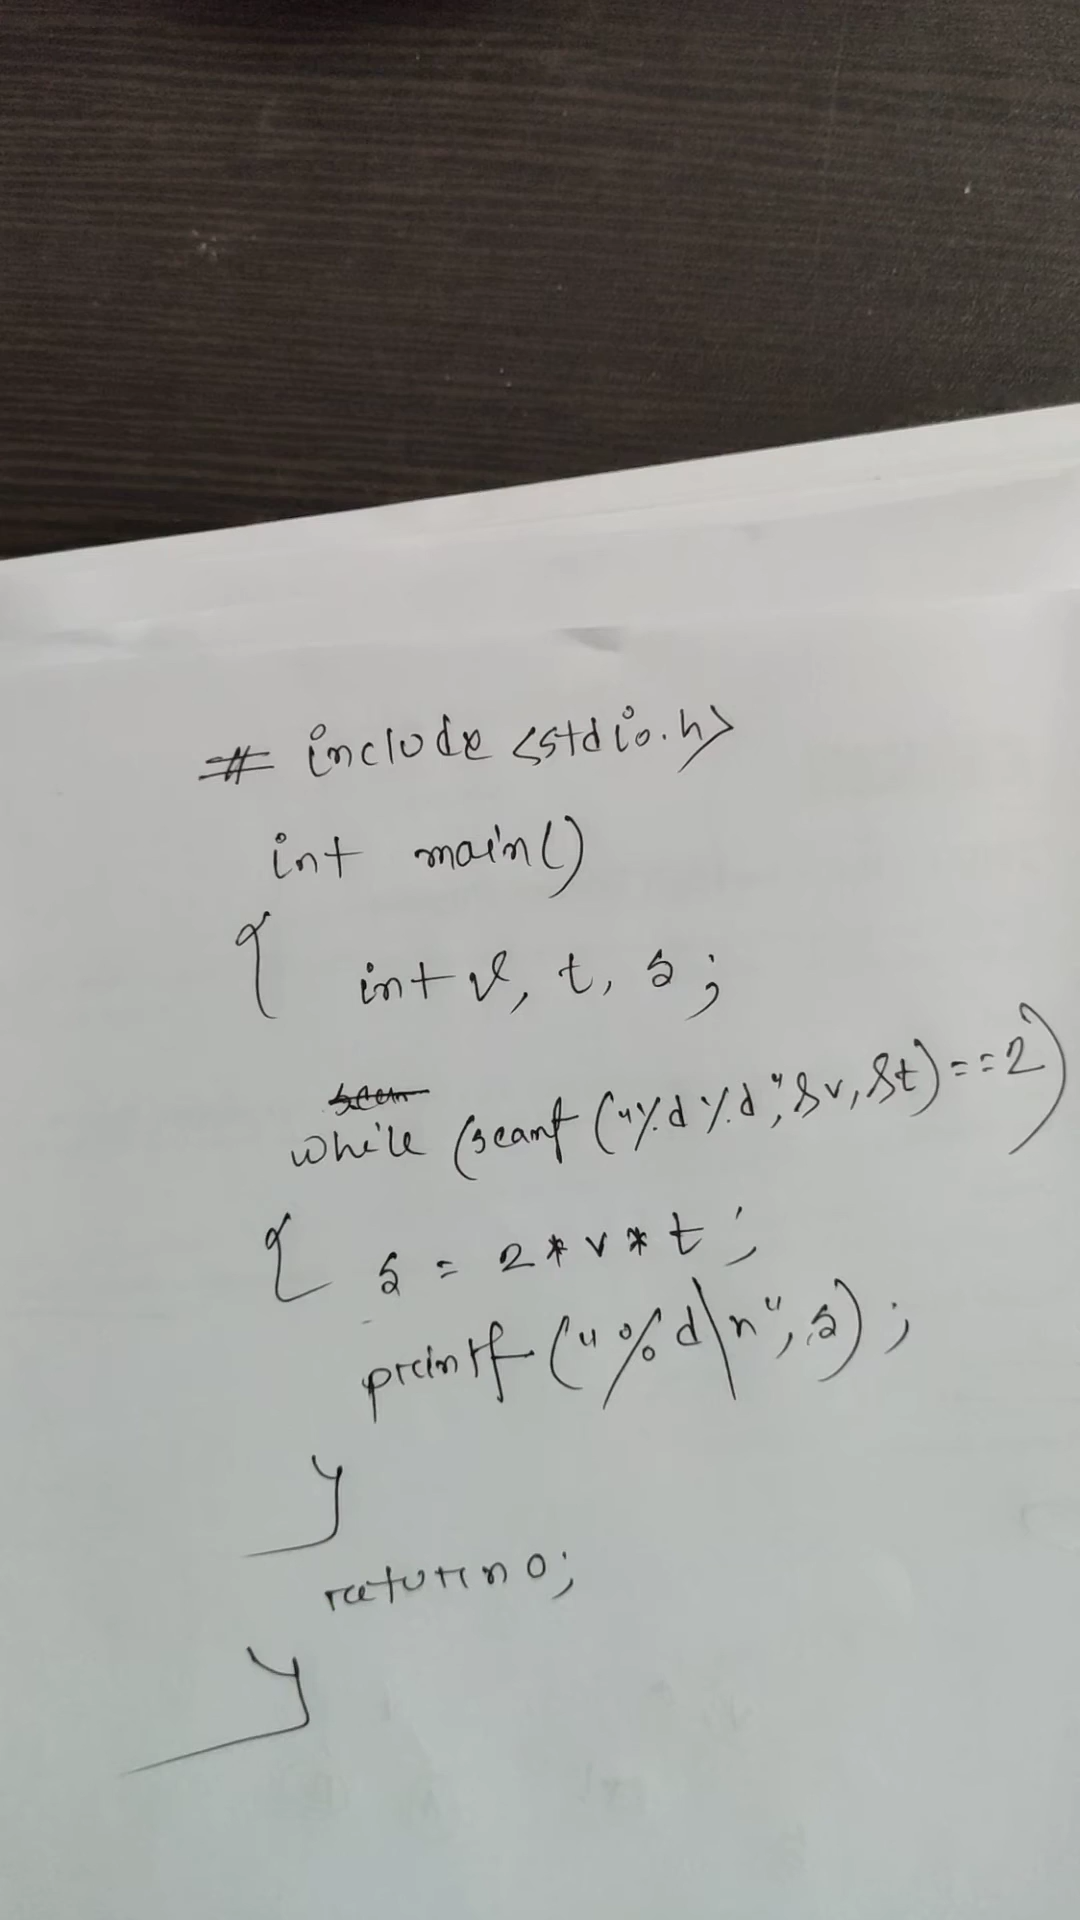 # include <stdio.h>
int main()
{
int v, t, s;
while (scanf ("%d %d", &v, &t) == 2)
{ s = 2 * v * t ;
printf ("%d\n", s) ;
}
return 0;
}